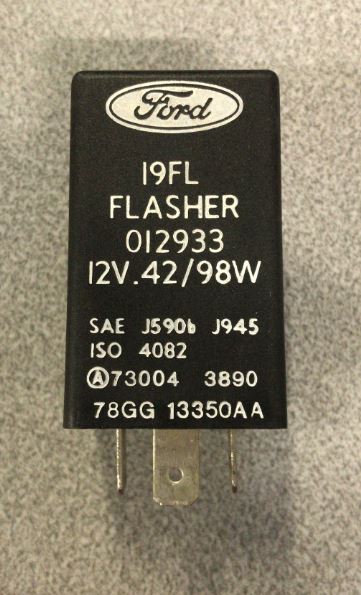 Ford
19FL
FLASHER
012933
12V.42/98W
SAE J590b J945
ISO 4082
Ⓐ73004 3890
78GG 13350AA